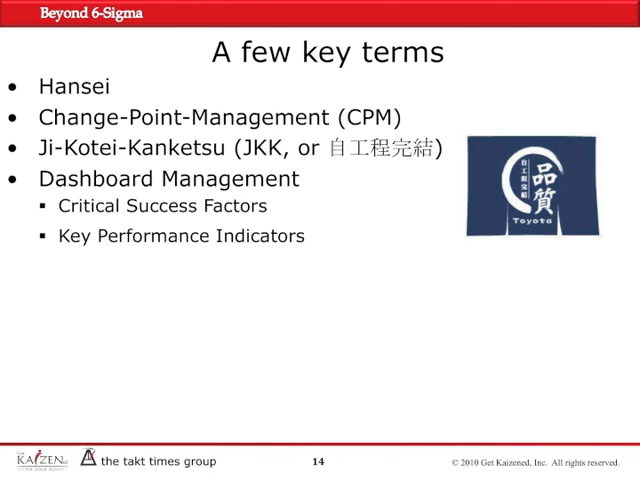 Beyond 6-Sigma
A few key terms
• Hansei
• Change-Point-Management (CPM)
• Ji-Kotei-Kanketsu (JKK, or 自工程完結)
• Dashboard Management
▪ Critical Success Factors
▪ Key Performance Indicators
自工程完結
品質
Toyota
Get
KAIZENed
the takt times group
14
© 2010 Get Kaizened, Inc. All rights reserved.